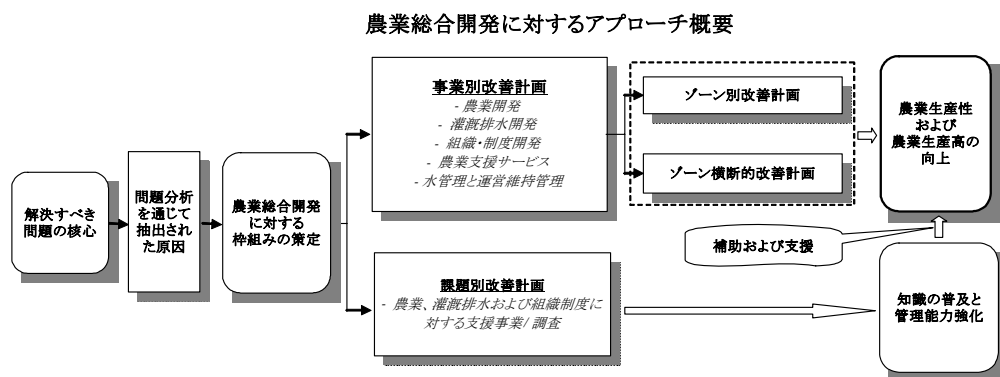 農業総合開発に対するアプローチ概要
解決すべき
問題の核心
問題分析
を通じて
抽出され
た原因
農業総合開発
に対する
枠組みの策定
事業別改善計画
- 農業開発
- 灌漑排水開発
- 組織・制度開発
- 農業支援サービス
- 水管理と運営維持管理
課題別改善計画
- 農業、灌漑排水および組織制度に
対する支援事業/ 調査
ゾーン別改善計画
ゾーン横断的改善計画
農業生産性
および
農業生産高の
向上
補助および支援
知識の普及と
管理能力強化